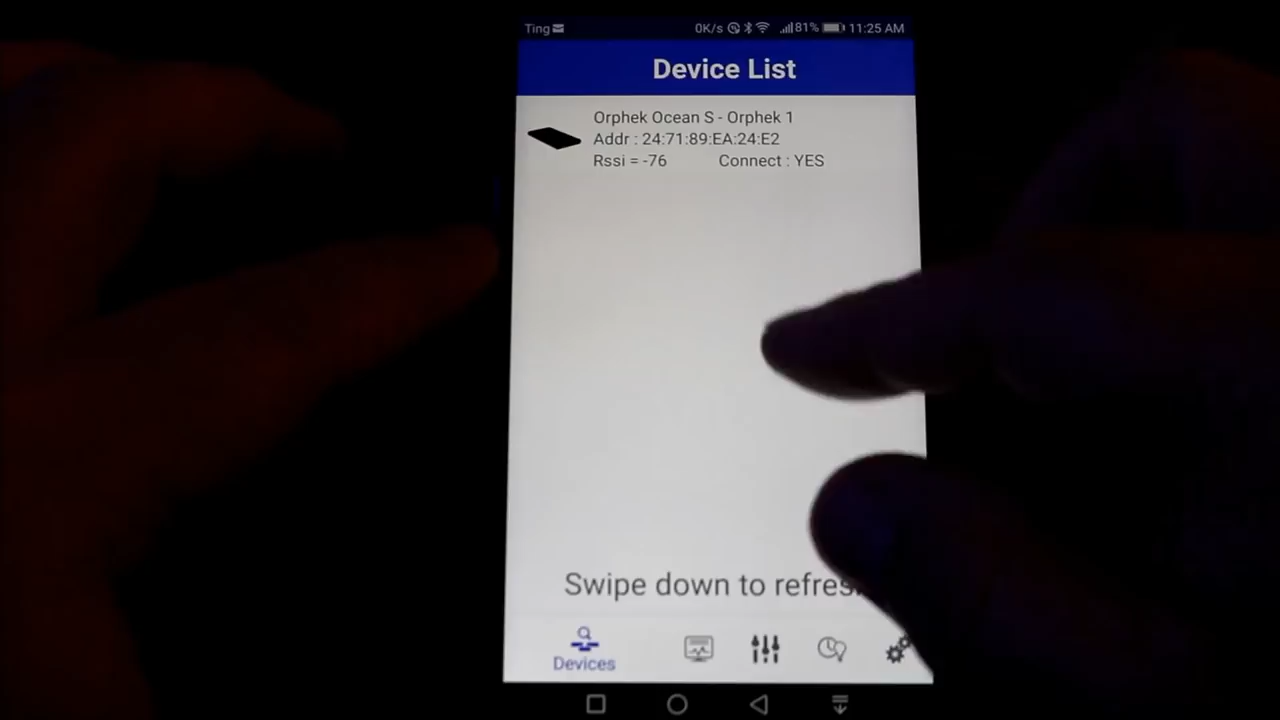 Ting 0K/s 81% 11:25 AM
Device List
Orphek Ocean S - Orphek 1
Addr : 24:71:89:EA:24:E2
Rssi = -76 Connect : YES
Swipe down to refres
Devices